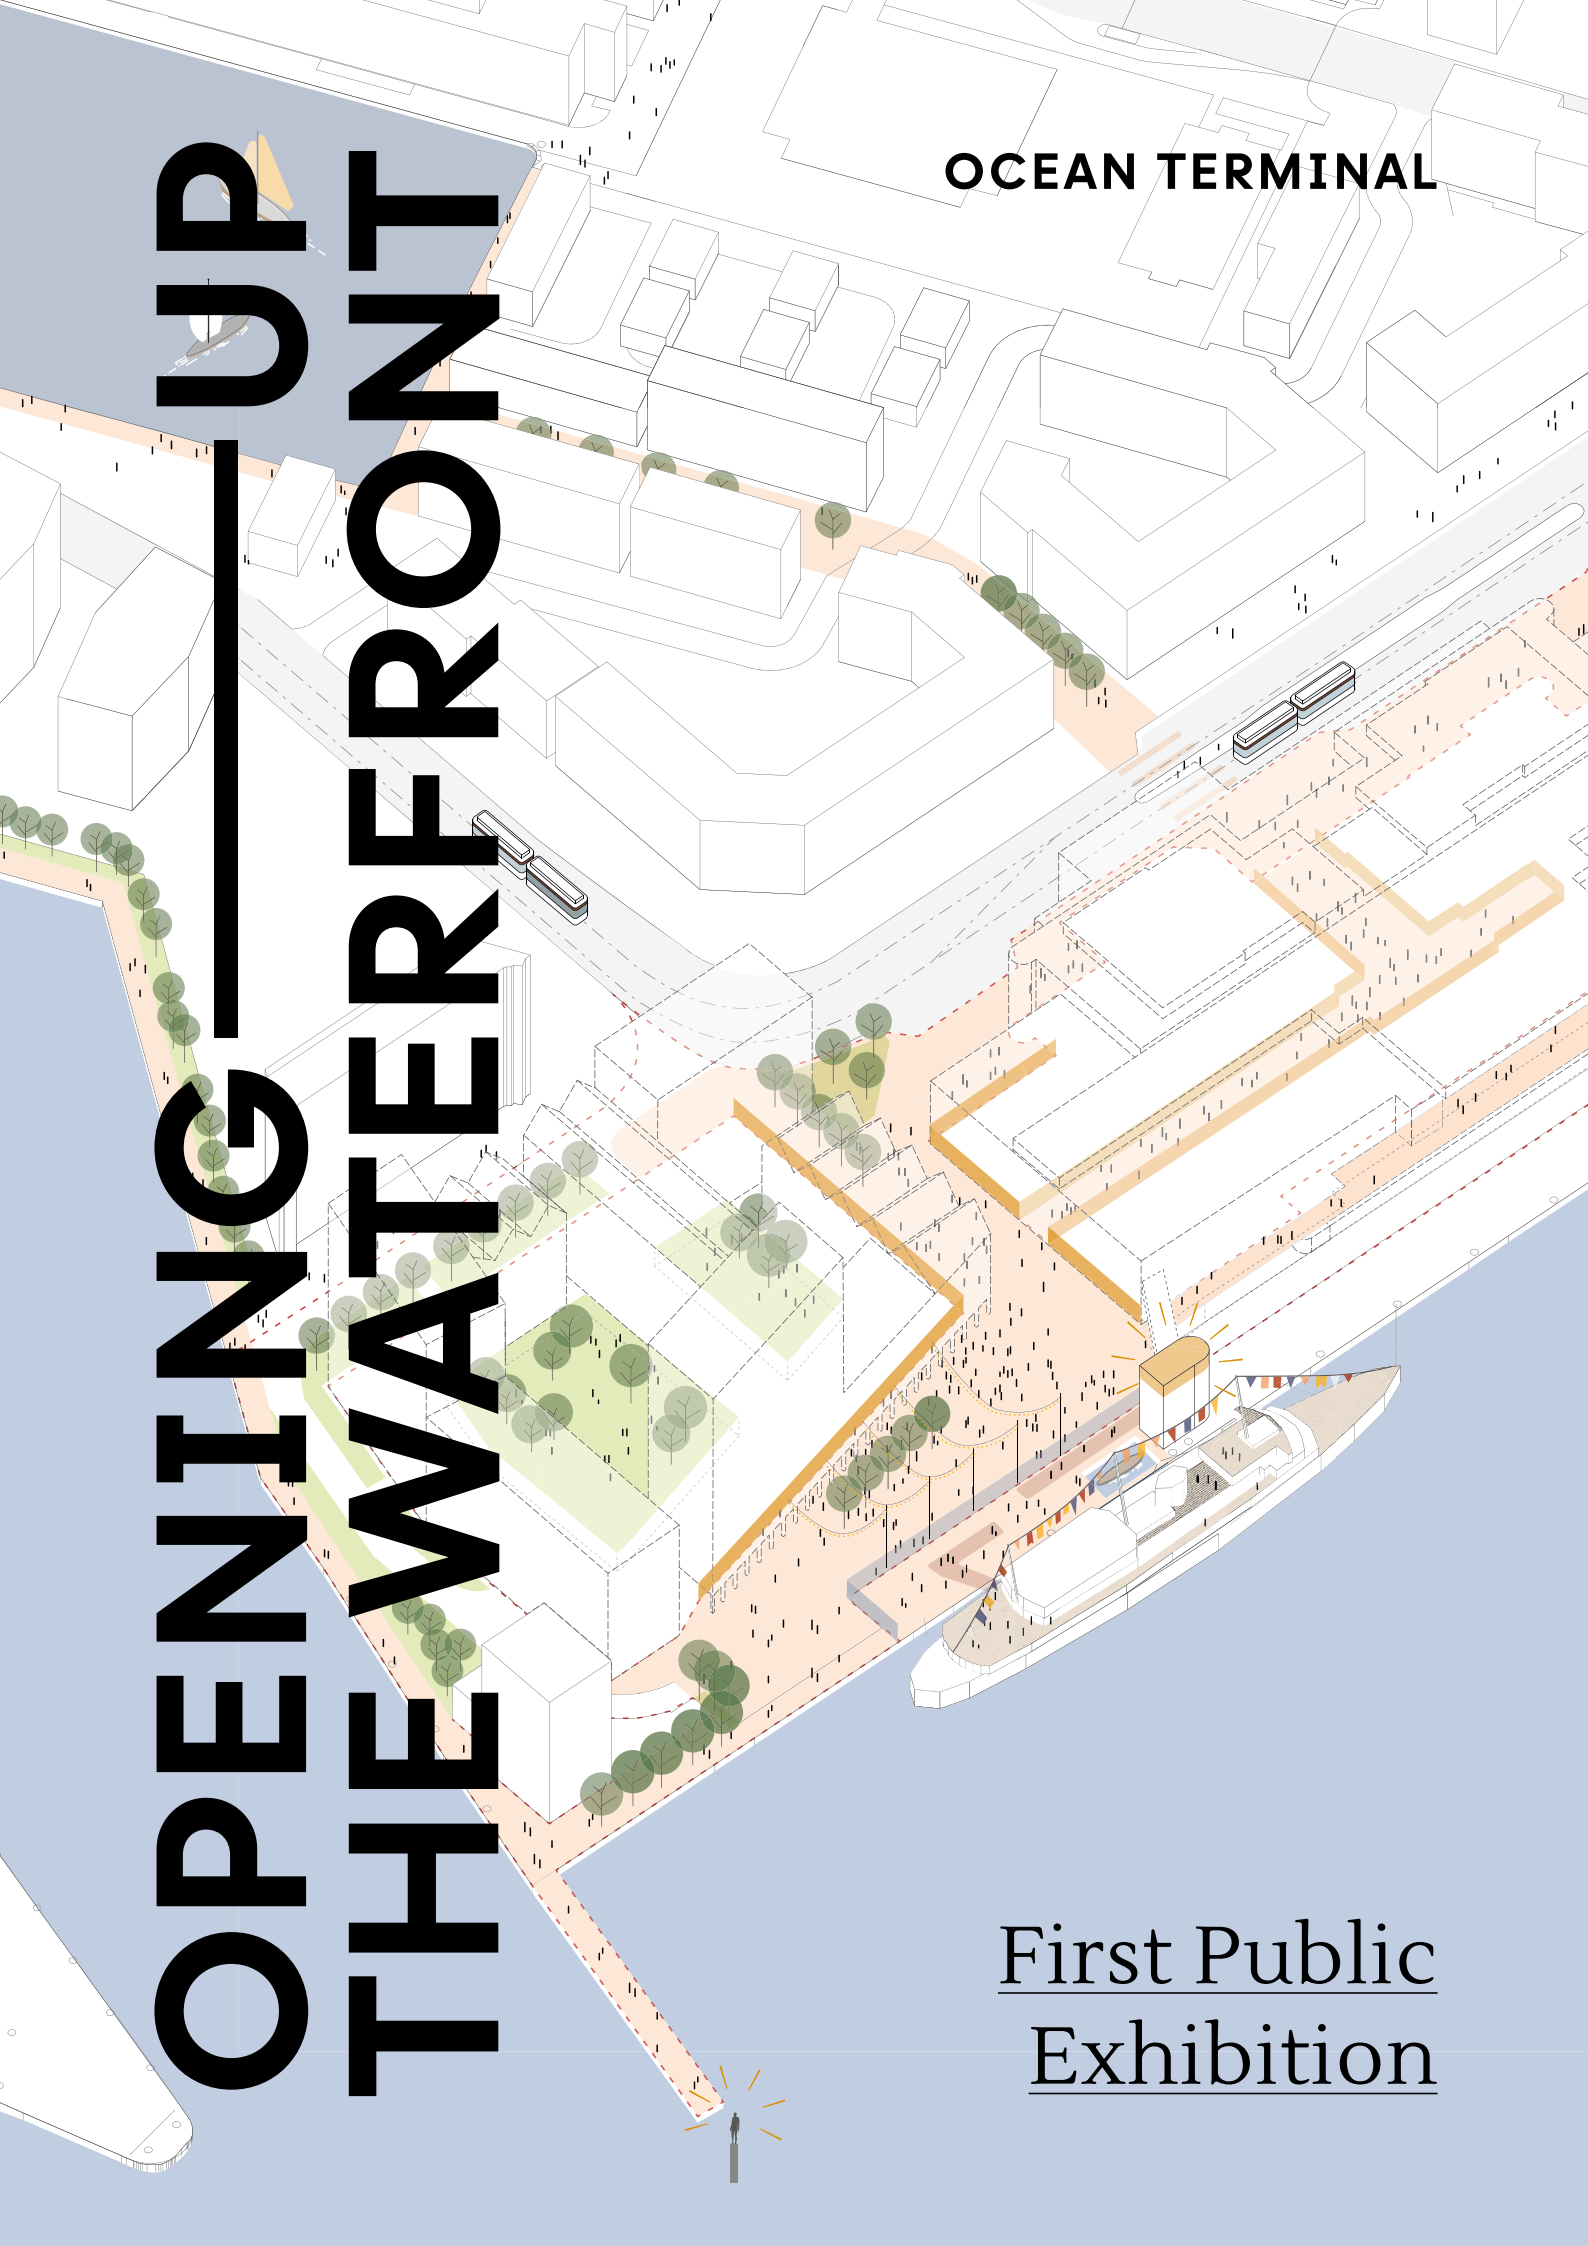 OPENING — UP
THE WATERFRONT
OCEAN TERMINAL
First Public
Exhibition